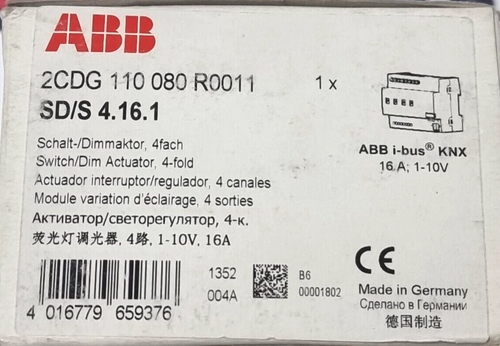 ABB
2CDG 110 080 R0011 1 x
SD/S 4.16.1
Schalt-/Dimmaktor, 4fach
Switch/Dim Actuator, 4-fold
Actuador interruptor/regulador, 4 canales
Module variation d'éclairage, 4 sorties
Активатор/светорегулятор, 4-к.
荧光灯调光器, 4路, 1-10V, 16A
ABB i-bus® KNX
16 A; 1-10V
1352 B6
004A 00001802
4 016779 659376
CE
Made in Germany
Сделано в Германии
德国制造